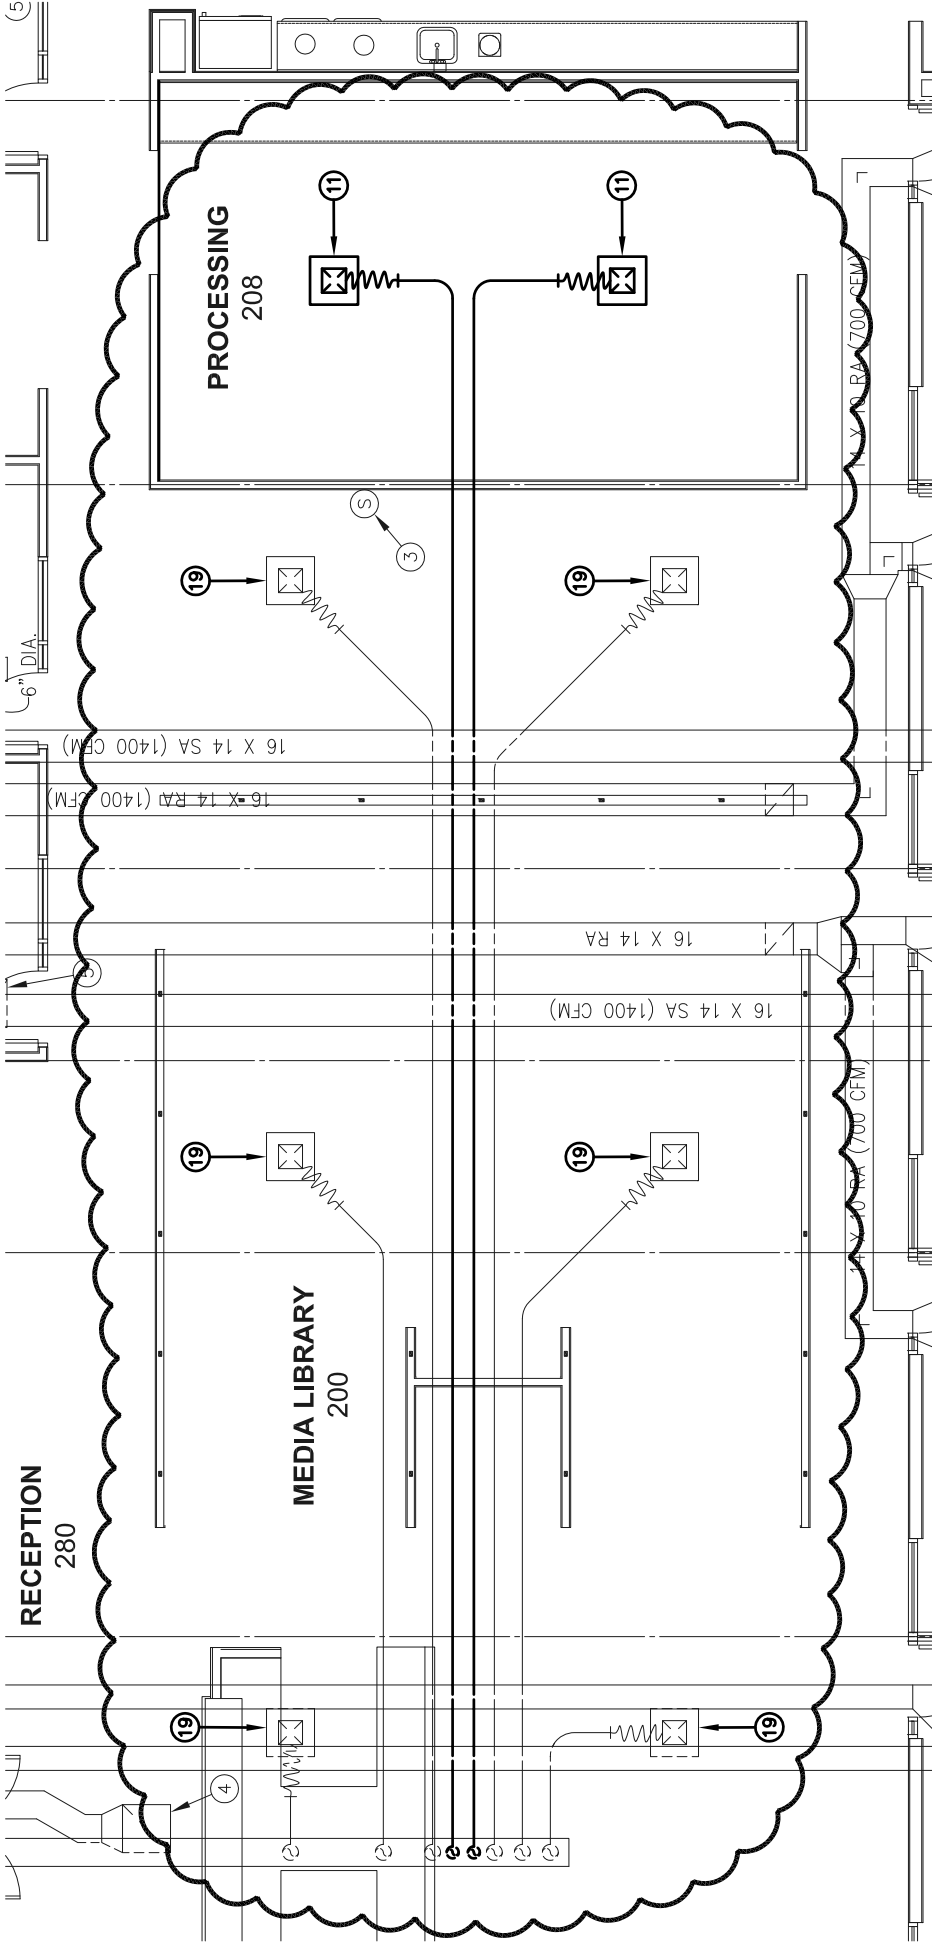 5
11
11
PROCESSING
208
14 X 10 RA (700 CFM)
S
3
19
19
6" DIA.
16 X 14 SA (1400 CFM)
16 X 14 RA (1400 CFM)
16 X 14 RA
16 X 14 SA (1400 CFM)
19
19
14 X 10 RA (700 CFM)
MEDIA LIBRARY
200
RECEPTION
280
19
19
4